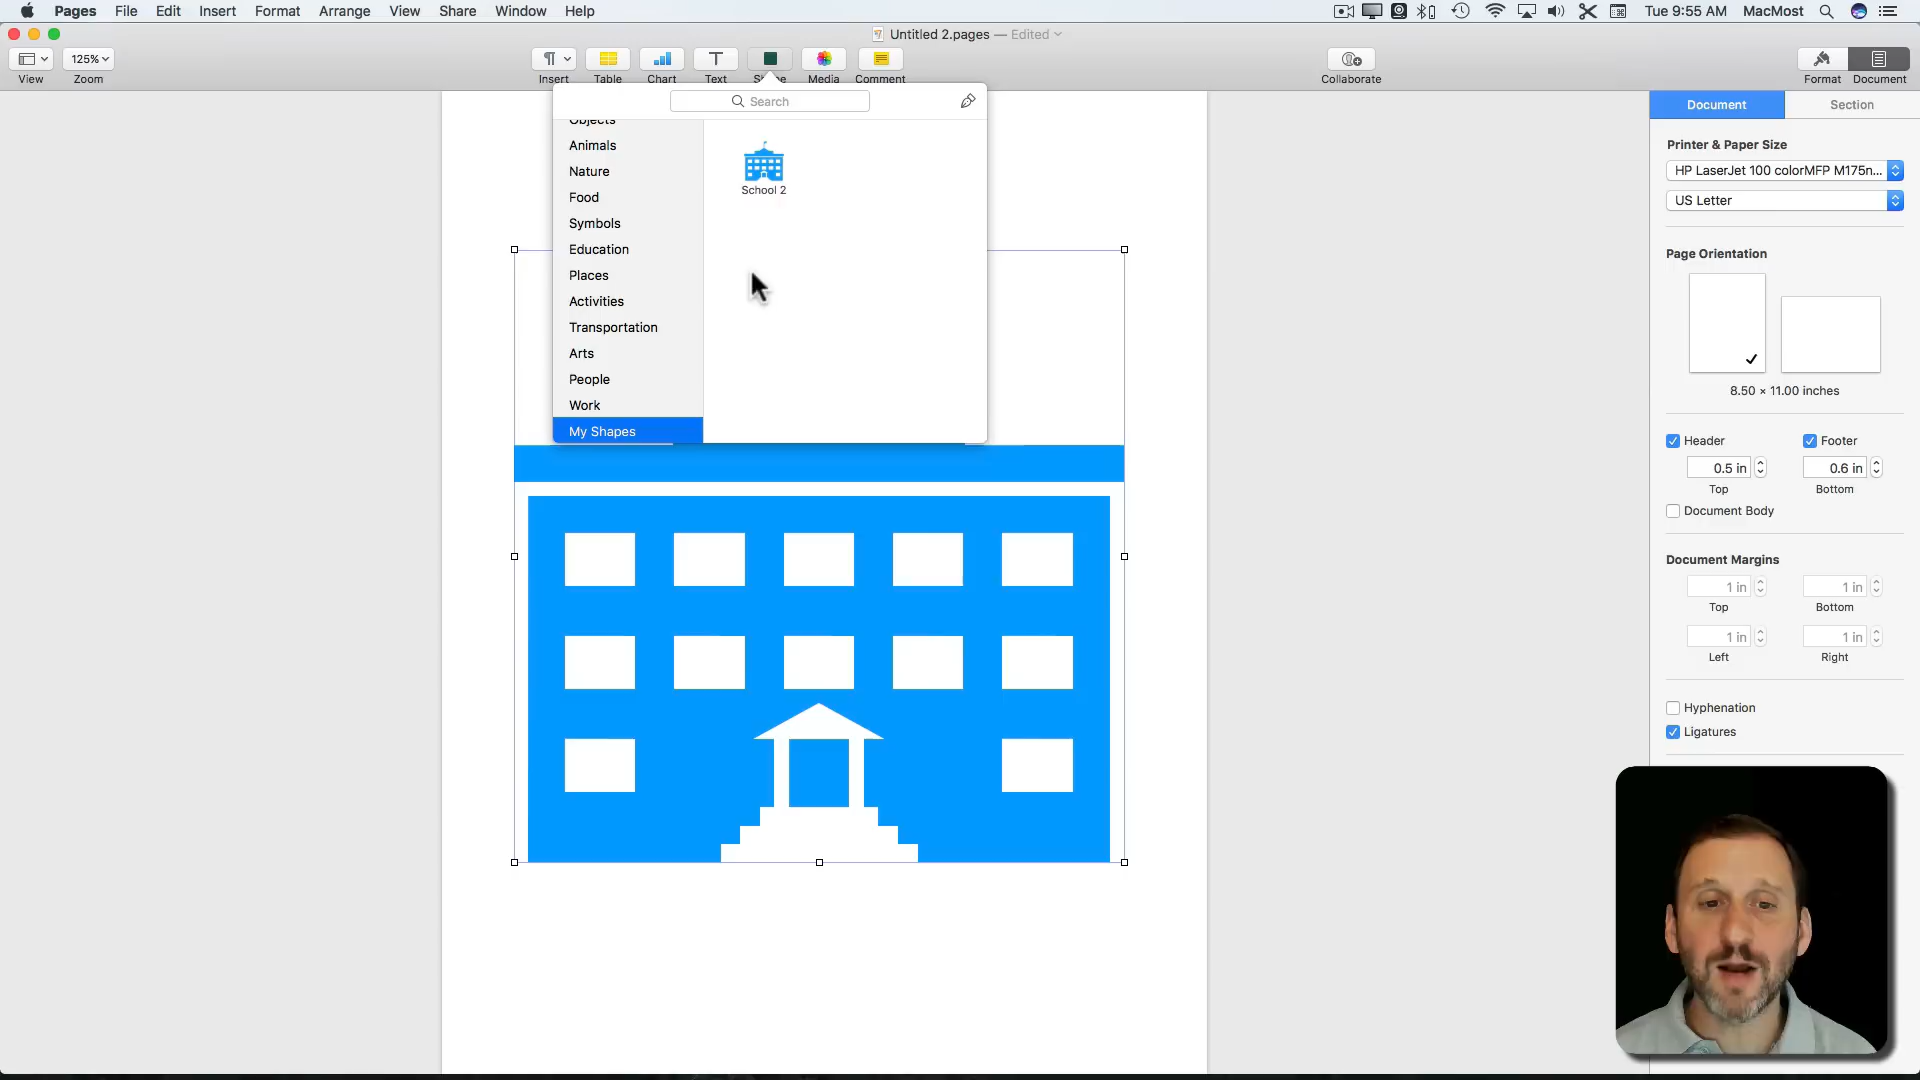 Pages File Edit Insert Format Arrange View Share Window Help
Tue 9:55 AM MacMost
Untitled 2.pages — Edited
125%
View Zoom
Insert Table Chart Text Shape Media Comment
Collaborate
Format Document
Search
Objects
Animals
Nature
Food
Symbols
Education
Places
Activities
Transportation
Arts
People
Work
My Shapes
School 2
Document Section
Printer & Paper Size
HP LaserJet 100 colorMFP M175n...
US Letter
Page Orientation
8.50 × 11.00 inches
Header Footer
0.5 in 0.6 in
Top Bottom
Document Body
Document Margins
1 in 1 in
Top Bottom
1 in 1 in
Left Right
Hyphenation
Ligatures